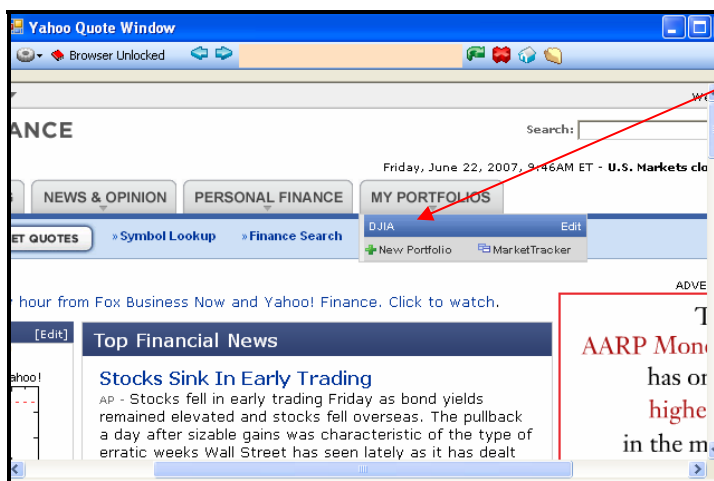 Yahoo Quote Window
Browser Unlocked
ANCE
Search:
Friday, June 22, 2007, 9:46AM ET - U.S. Markets clo
NEWS & OPINION PERSONAL FINANCE MY PORTFOLIOS
ET QUOTES » Symbol Lookup » Finance Search
DJIA Edit
New Portfolio MarketTracker
ADVE
hour from Fox Business Now and Yahoo! Finance. Click to watch.
[Edit]
Top Financial News
ahoo!
Stocks Sink In Early Trading
AP - Stocks fell in early trading Friday as bond yields
remained elevated and stocks fell overseas. The pullback
a day after sizable gains was characteristic of the type of
erratic weeks Wall Street has seen lately as it has dealt
T
AARP Mone
has or
highe
in the m